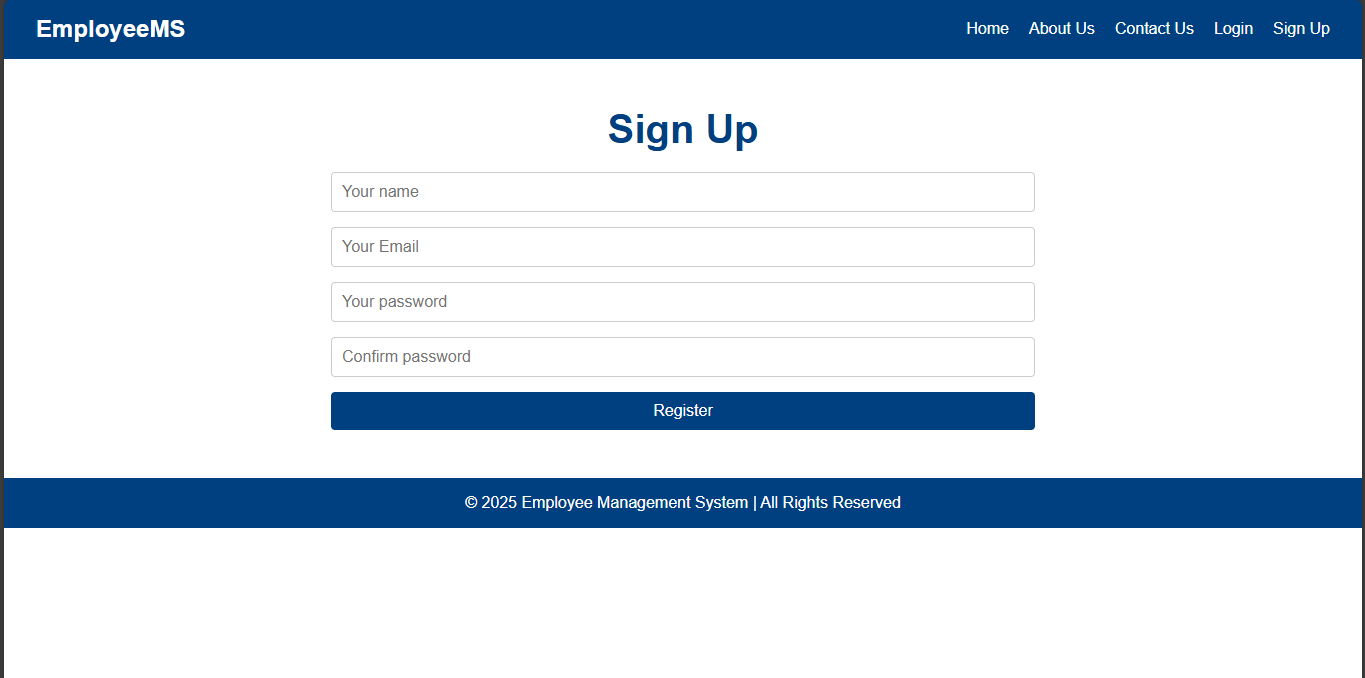 EmployeeMS
Home About Us Contact Us Login Sign Up
Sign Up
Your name
Your Email
Your password
Confirm password
Register
© 2025 Employee Management System | All Rights Reserved